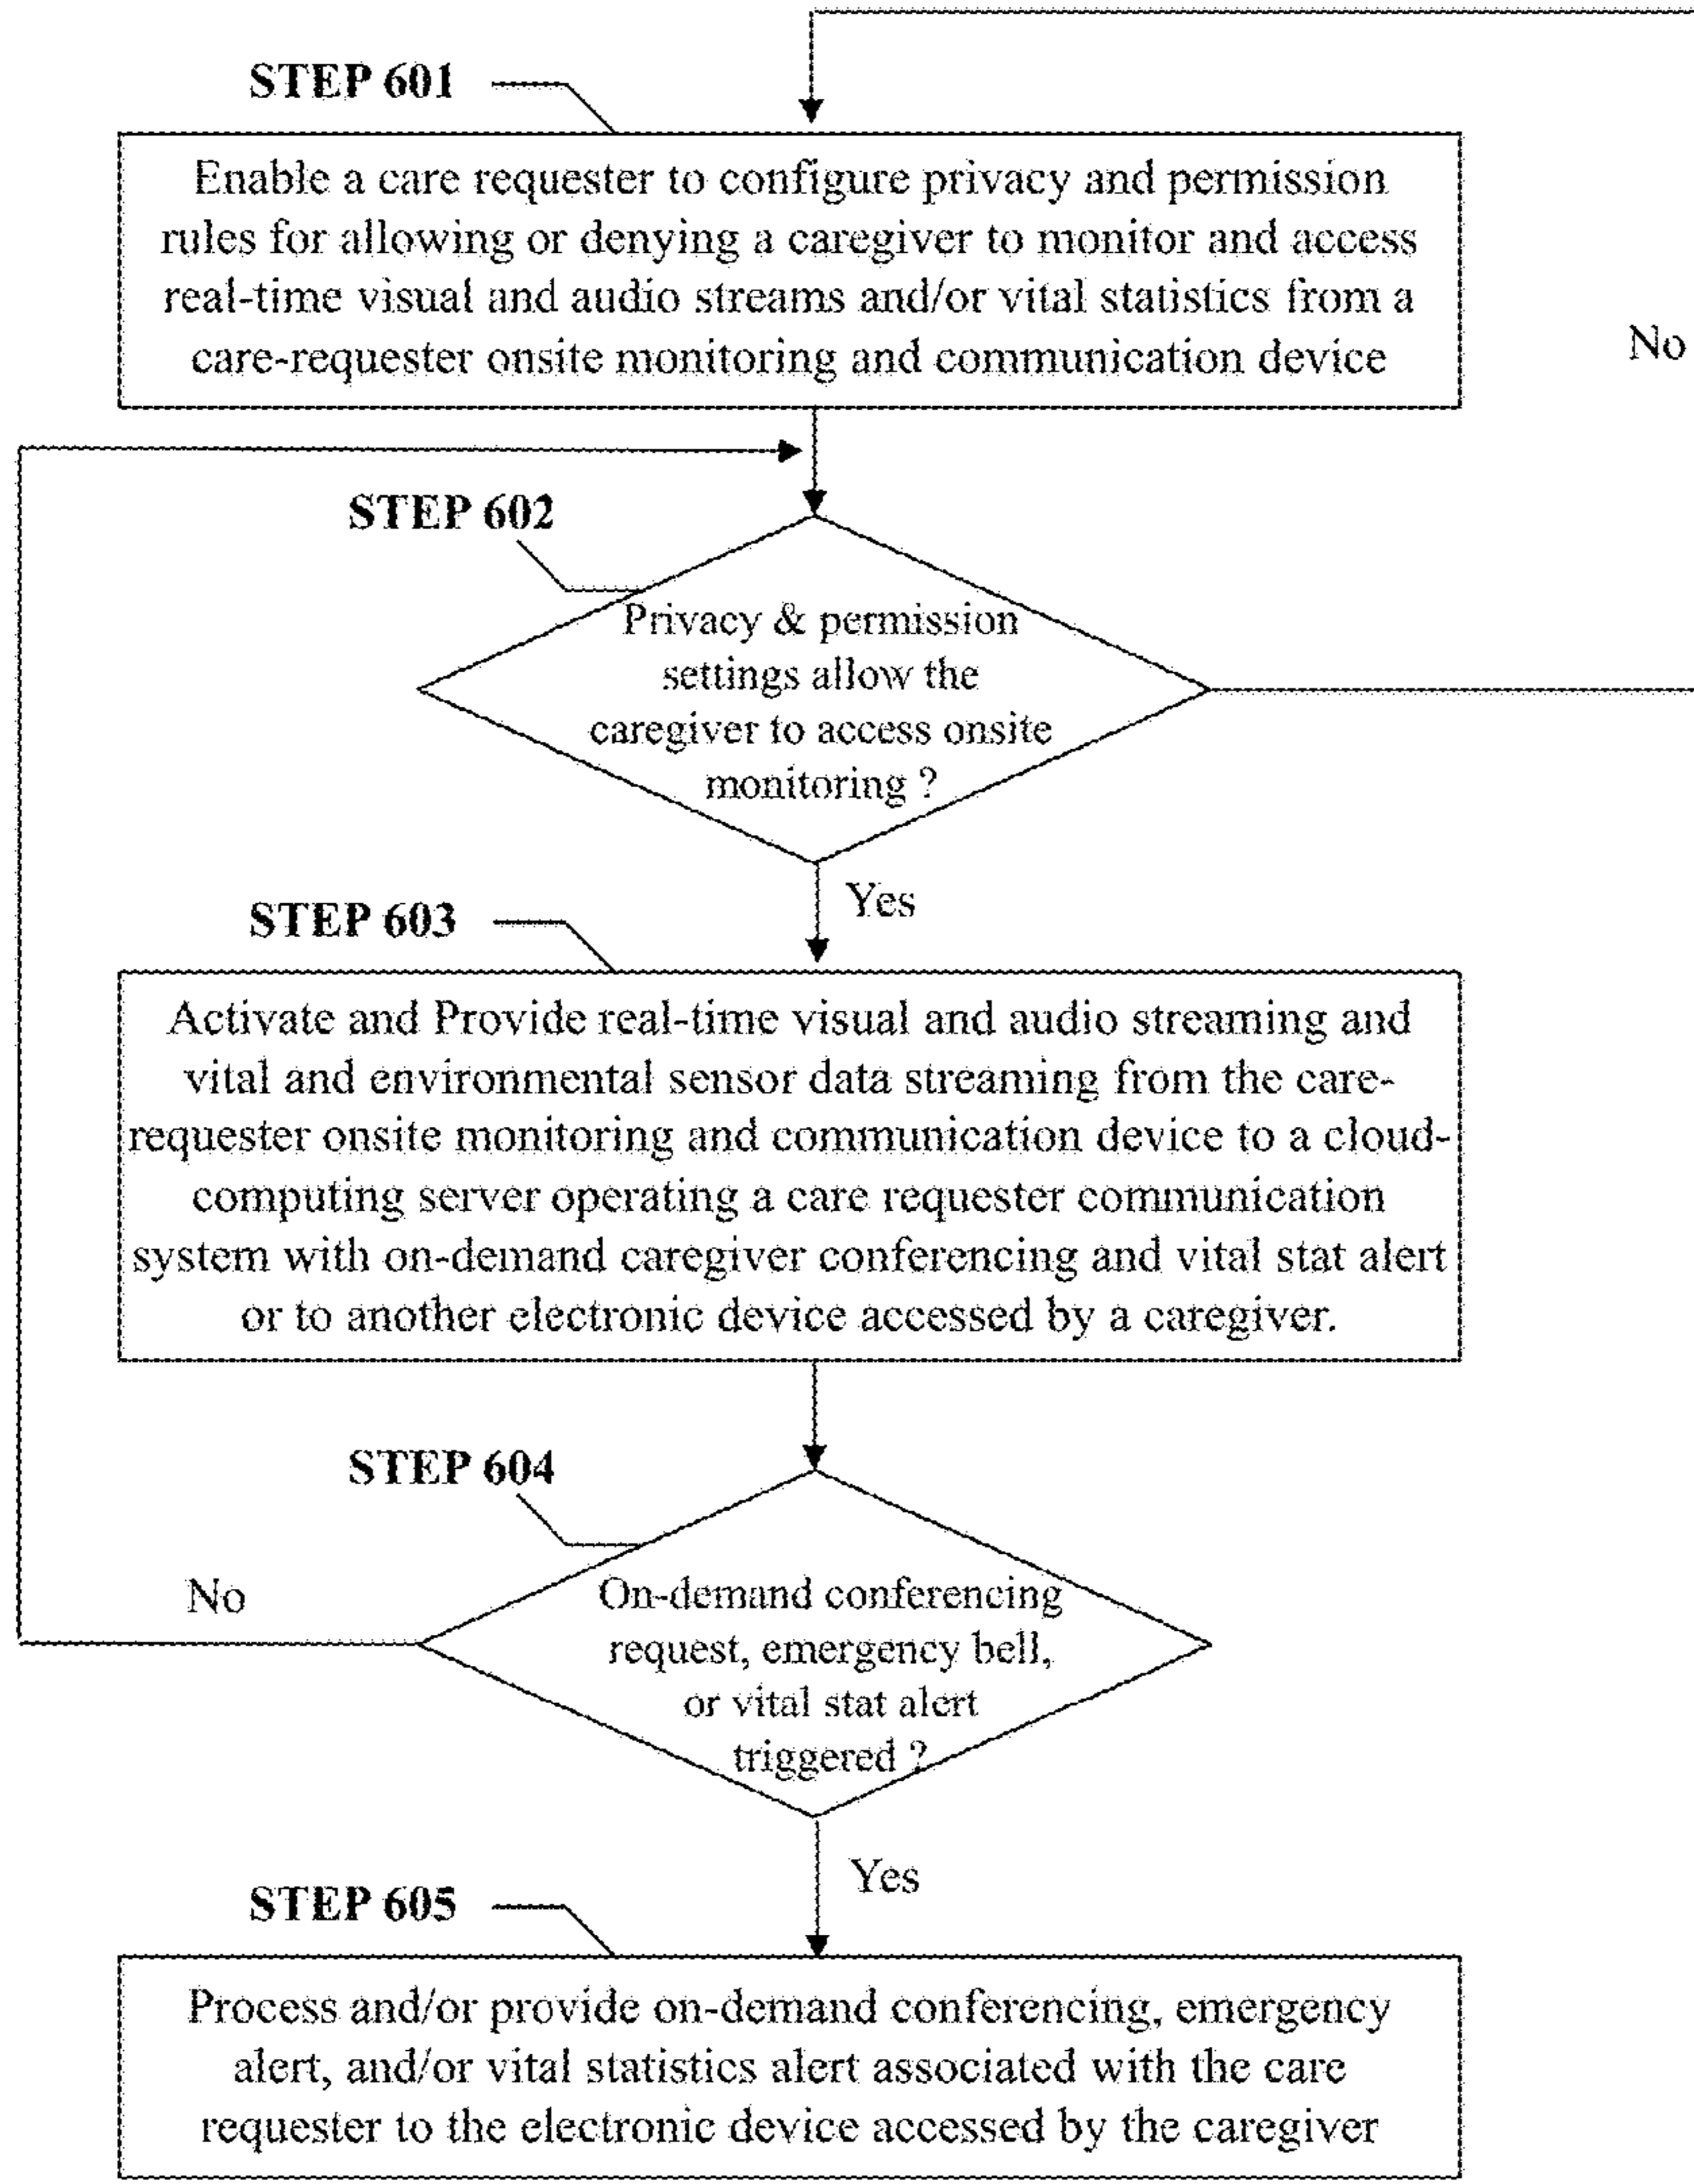 STEP 601
Enable a care requester to configure privacy and permission
rules for allowing or denying a caregiver to monitor and access
real-time visual and audio streams and/or vital statistics from a
care-requester onsite monitoring and communication device
No
STEP 602
Privacy & permission
settings allow the
caregiver to access onsite
monitoring ?
Yes
STEP 603
Activate and Provide real-time visual and audio streaming and
vital and environmental sensor data streaming from the care-
requester onsite monitoring and communication device to a cloud-
computing server operating a care requester communication
system with on-demand caregiver conferencing and vital stat alert
or to another electronic device accessed by a caregiver.
STEP 604
No
On-demand conferencing
request, emergency bell,
or vital stat alert
triggered ?
Yes
STEP 605
Process and/or provide on-demand conferencing, emergency
alert, and/or vital statistics alert associated with the care
requester to the electronic device accessed by the caregiver